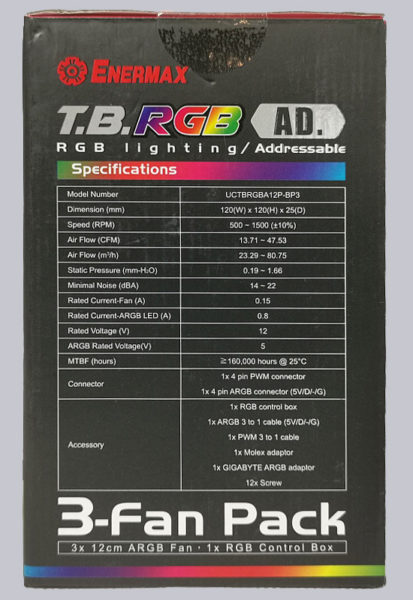 ENERMAX
T.B.RGB AD.
RGB lighting/Addressable
Specifications
Model Number UCTBRGBA12P-BP3
Dimension (mm) 120(W) x 120(H) x 25(D)
Speed (RPM) 500 ~ 1500 (±10%)
Air Flow (CFM) 13.71 ~ 47.53
Air Flow (m³/h) 23.29 ~ 80.75
Static Pressure (mm-H₂O) 0.19 ~ 1.66
Minimal Noise (dBA) 14 ~ 22
Rated Current-Fan (A) 0.15
Rated Current-ARGB LED (A) 0.8
Rated Voltage (V) 12
ARGB Rated Voltage(V) 5
MTBF (hours) ≧160,000 hours @ 25°C
Connector
1x 4 pin PWM connector
1x 4 pin ARGB connector (5V/D/-/G)
Accessory
1x RGB control box
1x ARGB 3 to 1 cable (5V/D/-/G)
1x PWM 3 to 1 cable
1x Molex adaptor
1x GIGABYTE ARGB adaptor
12x Screw
3-Fan Pack
3x 12cm ARGB Fan · 1x RGB Control Box